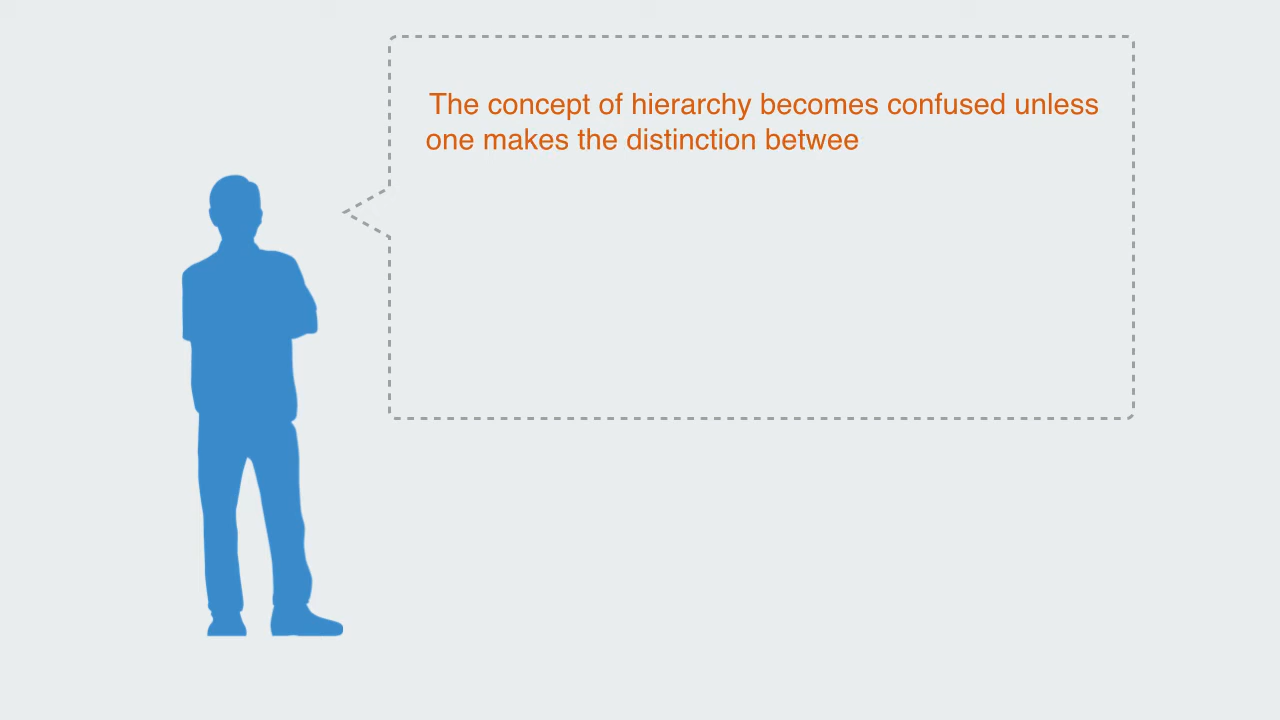 The concept of hierarchy becomes confused unless
one makes the distinction betwee